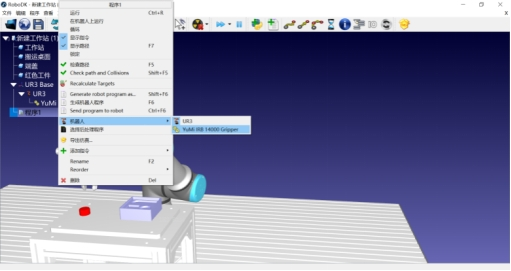 RoboDK - 新建工作站 (1)
程序1
文件 编辑 程序 查看
运行 Ctrl+R
在机器人上运行
循环
显示指令
显示路径 F7
锁定
检查路径 F5
Check path and Collisions Shift+F5
Recalculate Targets
Generate robot program as... Shift+F6
生成机器人程序 F6
Send program to robot Ctrl+F6
机器人
选择后处理程序
导出仿真...
添加指令
Rename F2
Reorder
删除 Del
UR3
YuMi IRB 14000 Gripper
新建工作站 (1)
工作站
搬运桌面
端盖
红色工件
UR3 Base
UR3
YuMi
程序1